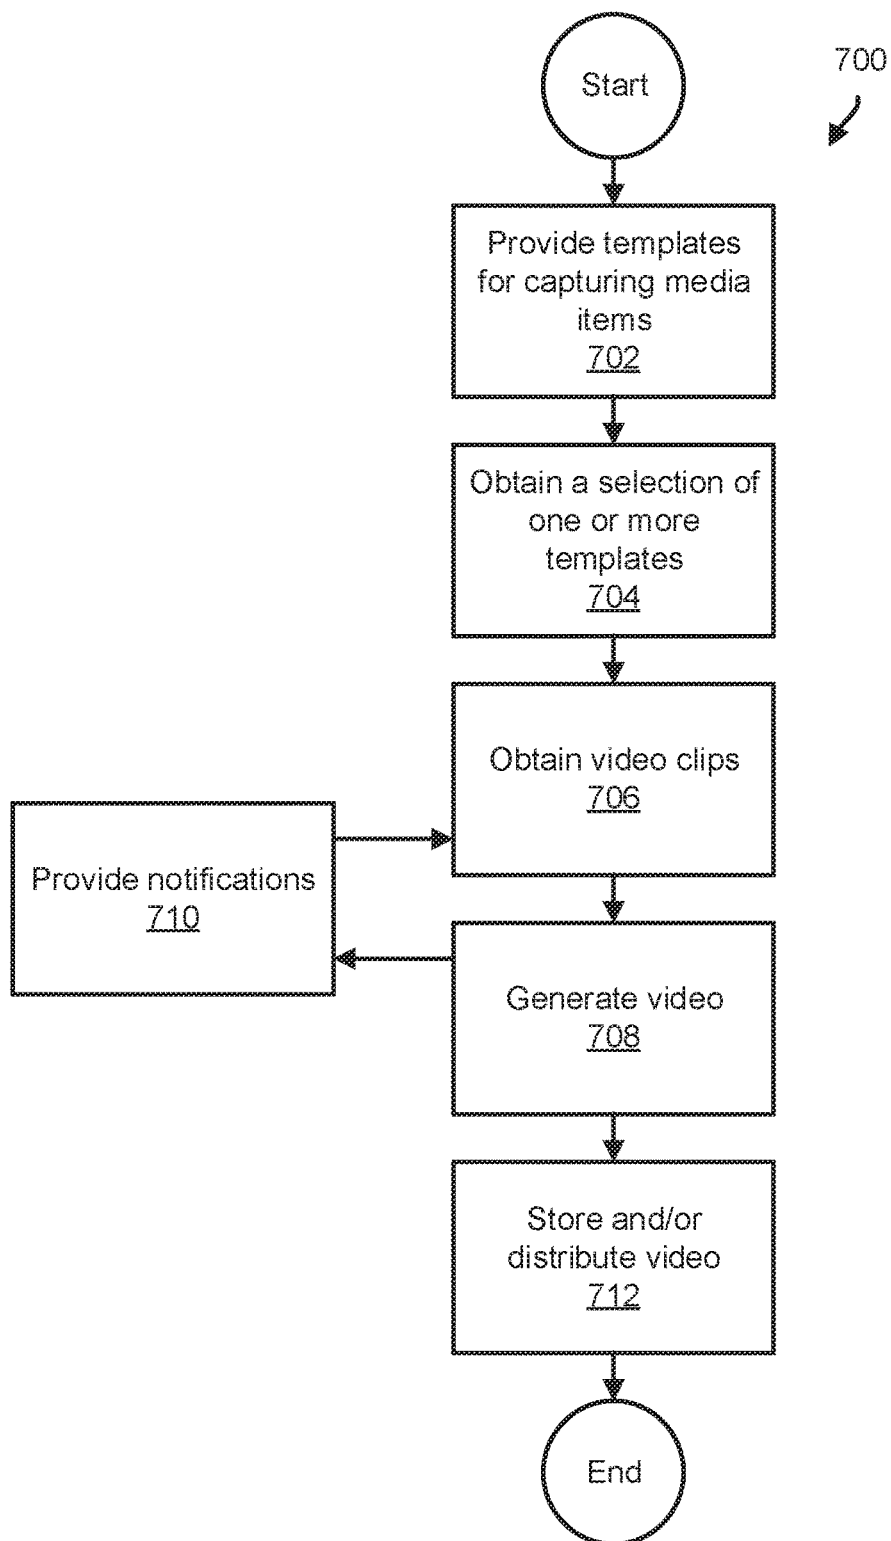 Start
700
Provide templates
for capturing media
items
702
Obtain a selection of
one or more
templates
704
Obtain video clips
706
Provide notifications
710
Generate video
708
Store and/or
distribute video
712
End